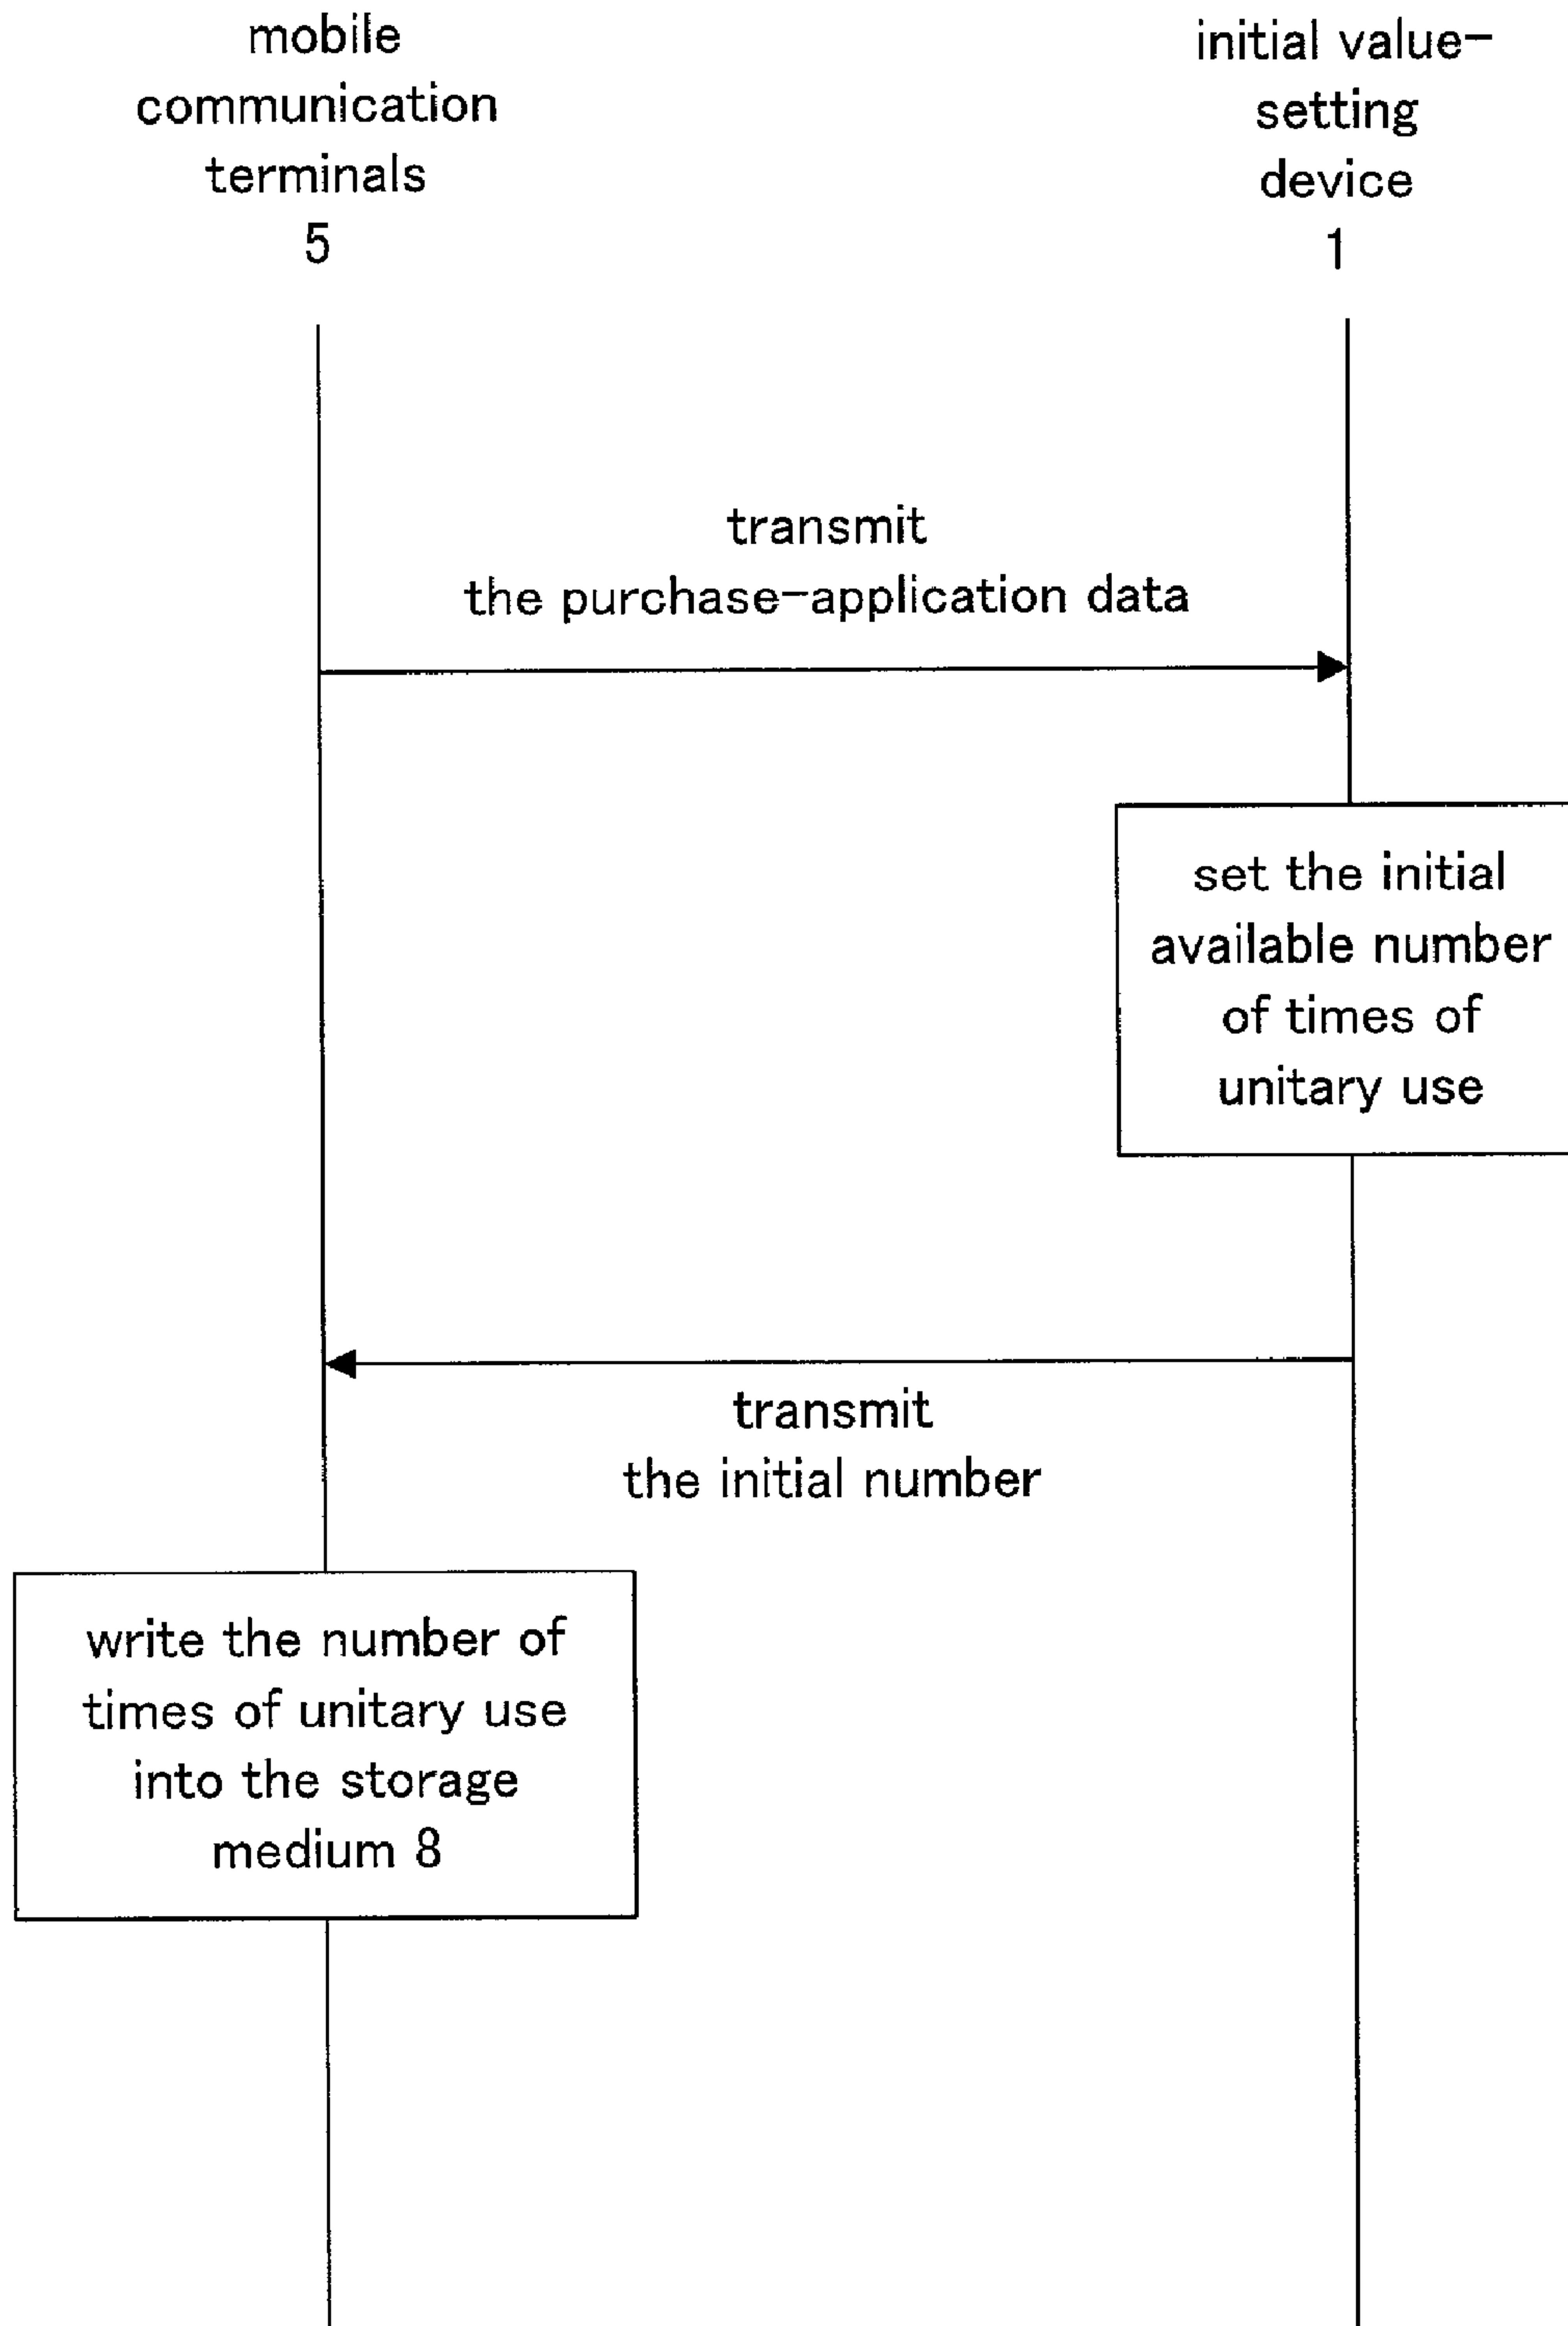 mobile
communication
terminals
5
initial value-
setting
device
1
transmit
the purchase-application data
set the initial
available number
of times of
unitary use
transmit
the initial number
write the number of
times of unitary use
into the storage
medium 8